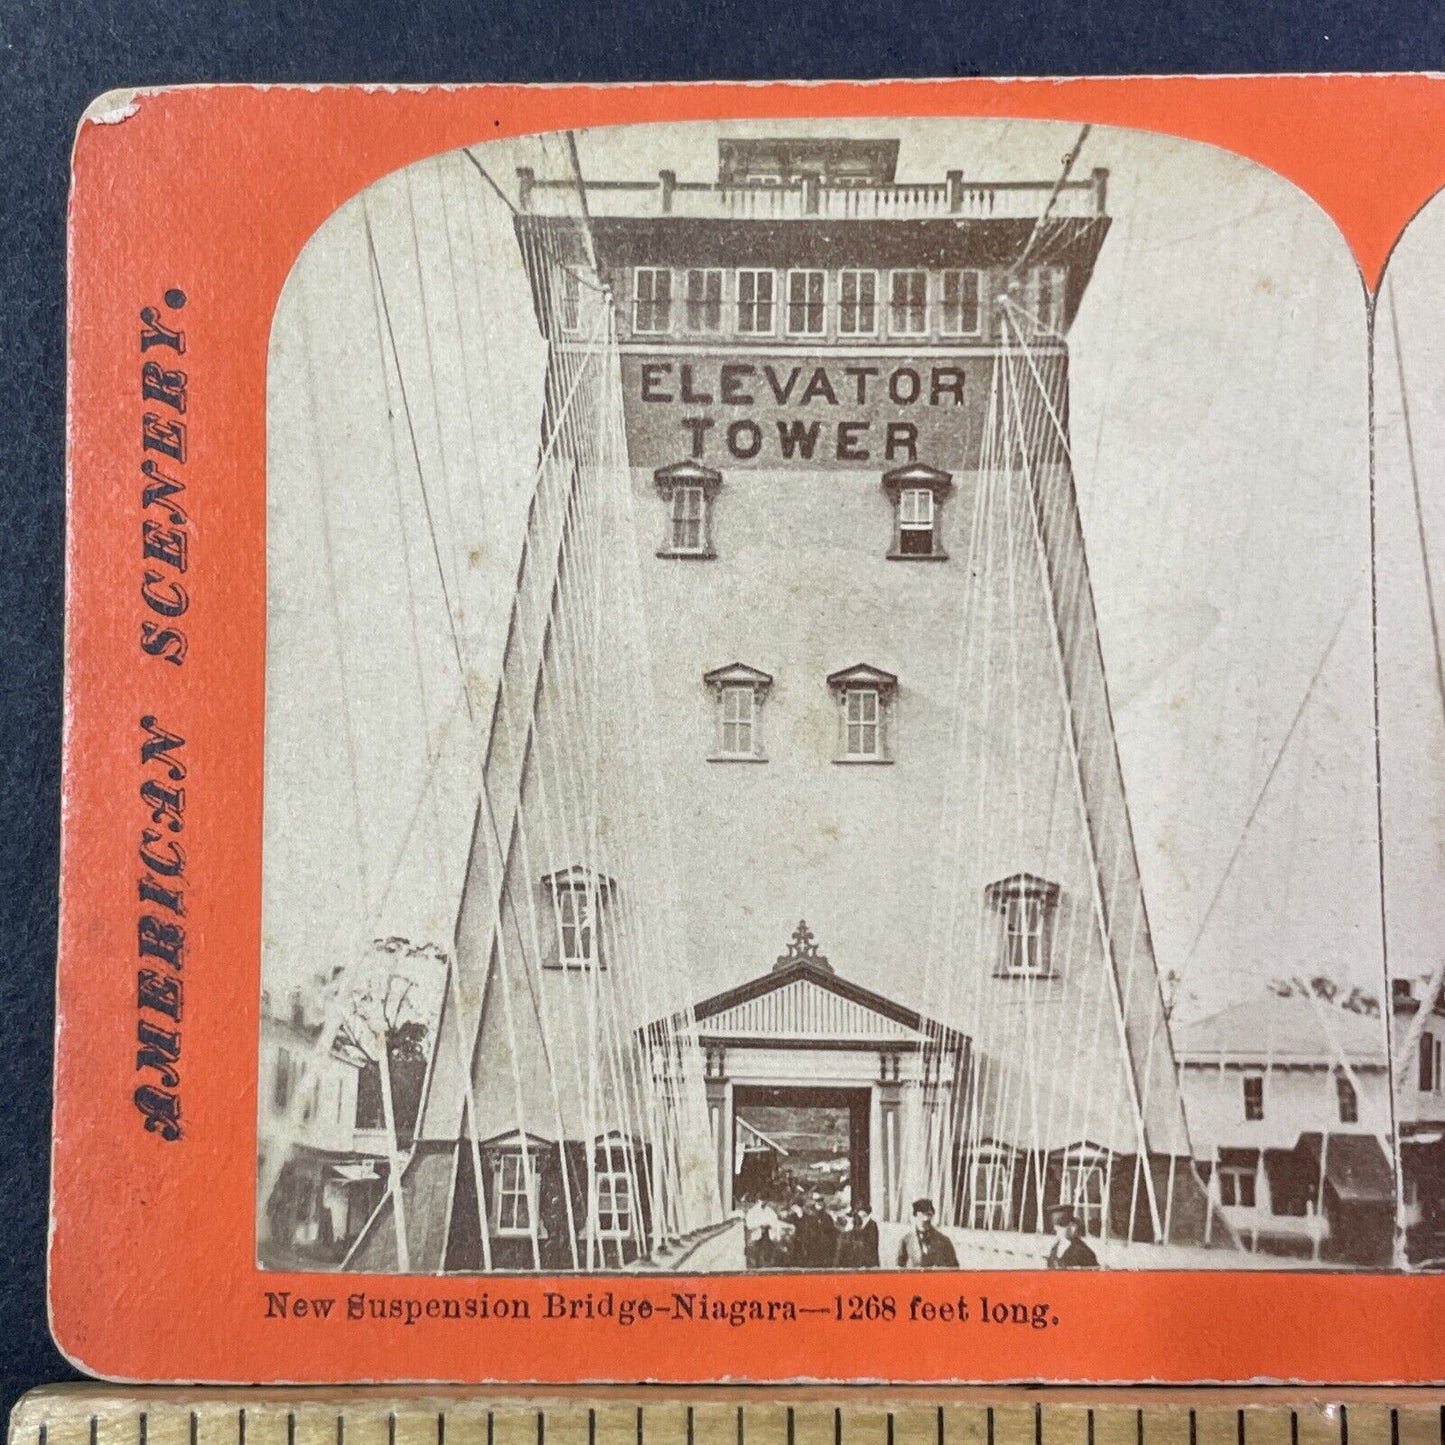 AMERICAN SCENERY.
ELEVATOR
TOWER
New Suspension Bridge-Niagara—1268 feet long.